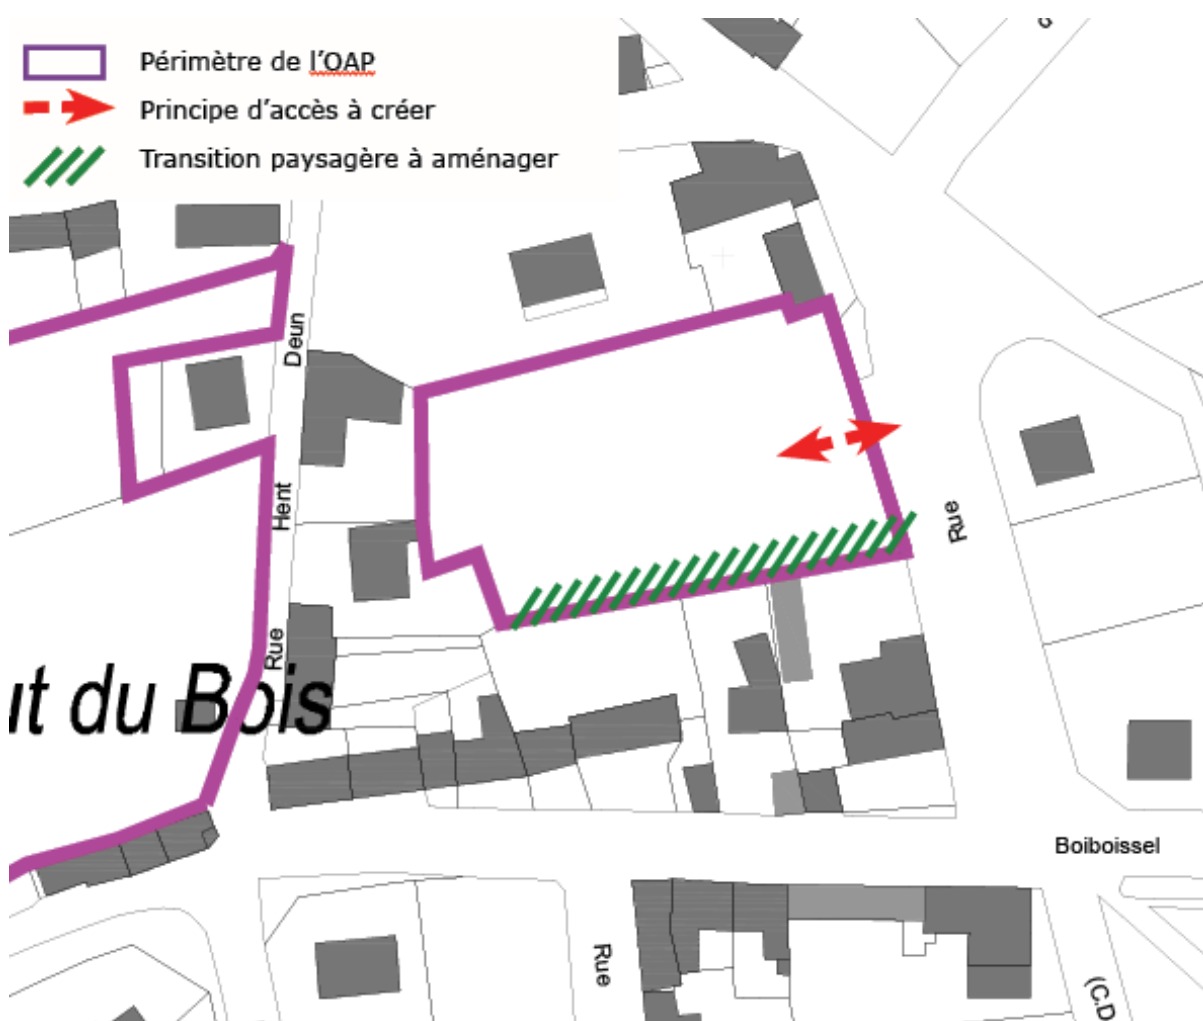 Périmètre de l'OAP
Principe d'accès à créer
Transition paysagère à aménager
Deun
Hent
Rue
Rue
ut du Bois
Boiboissel
Rue
(C.D